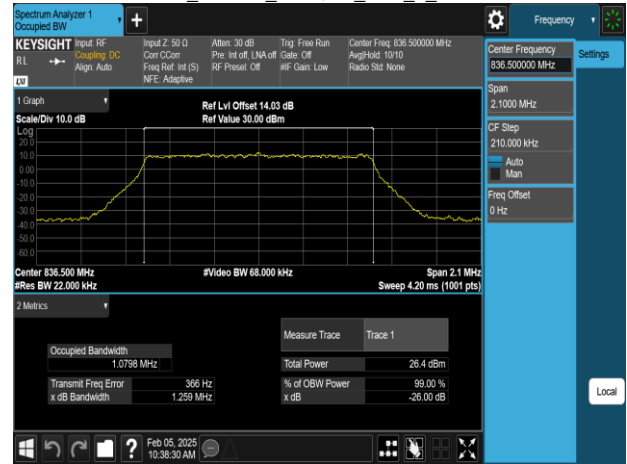 Spectrum Analyzer 1
Occupied BW
Frequency
KEYSIGHT
RL
LXI
Input: RF
Coupling: DC
Align: Auto
Input Z: 50 Ω
Corr CCorr
Freq Ref: Int (S)
NFE: Adaptive
Atten: 30 dB
Pre: Int off, LNA off
RF Presel: Off
Trig: Free Run
Gate: Off
#IF Gain: Low
Center Freq: 836.500000 MHz
Avg|Hold: 10/10
Radio Std: None
Center Frequency
836.500000 MHz
Settings
Span
2.1000 MHz
CF Step
210.000 kHz
Auto
Man
Freq Offset
0 Hz
Local
1 Graph
Scale/Div 10.0 dB
Ref Lvl Offset 14.03 dB
Ref Value 30.00 dBm
Log
20.0
10.0
0.00
-10.0
-20.0
-30.0
-40.0
-50.0
-60.0
Center 836.500 MHz
#Res BW 22.000 kHz
#Video BW 68.000 kHz
Span 2.1 MHz
Sweep 4.20 ms (1001 pts)
2 Metrics
Measure Trace Trace 1
Occupied Bandwidth
1.0798 MHz
Total Power 26.4 dBm
Transmit Freq Error 366 Hz
x dB Bandwidth 1.259 MHz
% of OBW Power 99.00 %
x dB -26.00 dB
Feb 05, 2025
10:38:30 AM